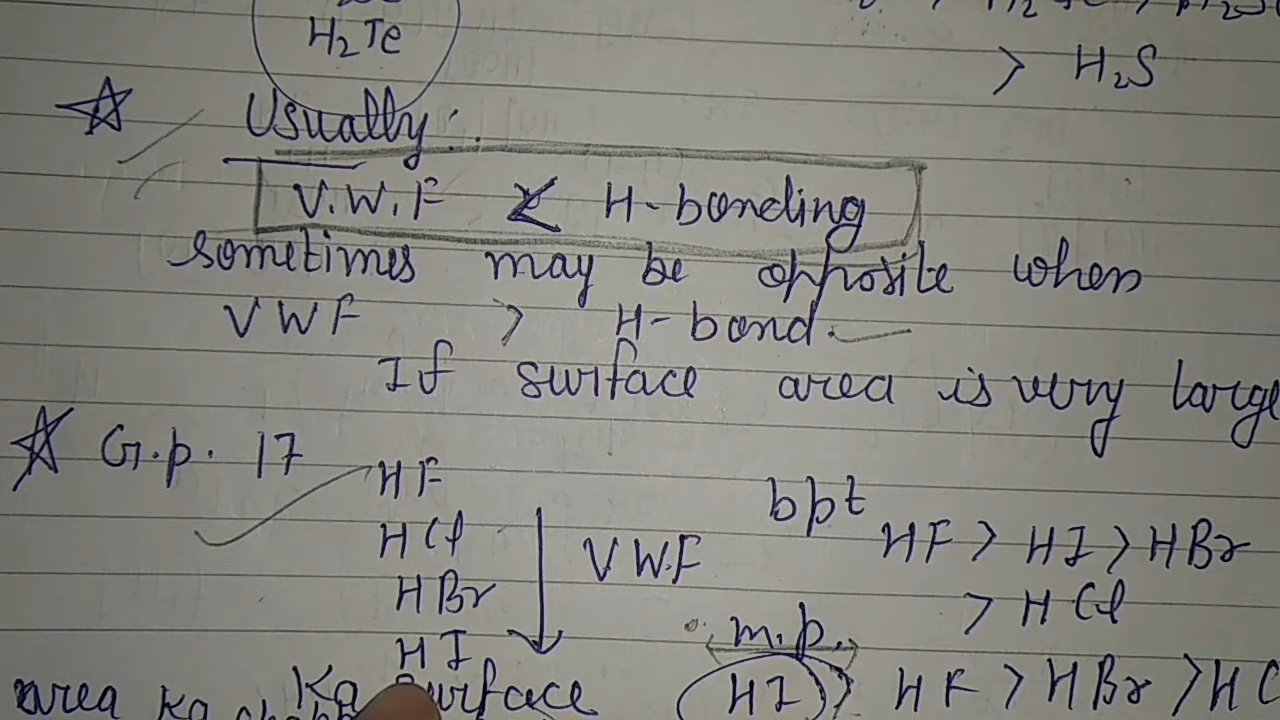 H₂Te
> H₂S
Usually :.
V.W.F < H-bonding
sometimes may be opposite when
VWF > H-bond.
If surface area is very large
G.p. 17
HF
HCl
HBr
HI
VW.F
bpt
HF > HI > HBr
> HCl
m.p.
HI > HF > HBr > HC
Ka surface
area ka